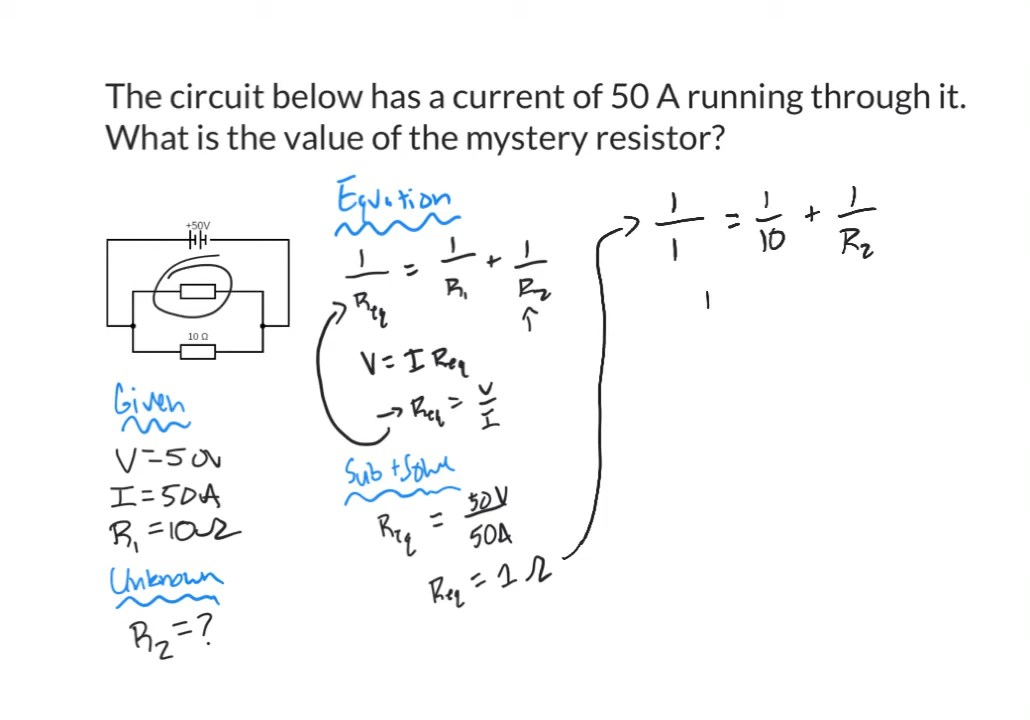 The circuit below has a current of 50 A running through it.
What is the value of the mystery resistor?
+50V
10 Ω
Given
V=50V
I=50A
R₁=10Ω
Unknown
R₂=?
Equation
1/Req = 1/R₁ + 1/R₂
V=I Req
→ Req = V/I
Sub + Solve
Req = 50V/50A
Req = 1 Ω
1/1 = 1/10 + 1/R₂
1